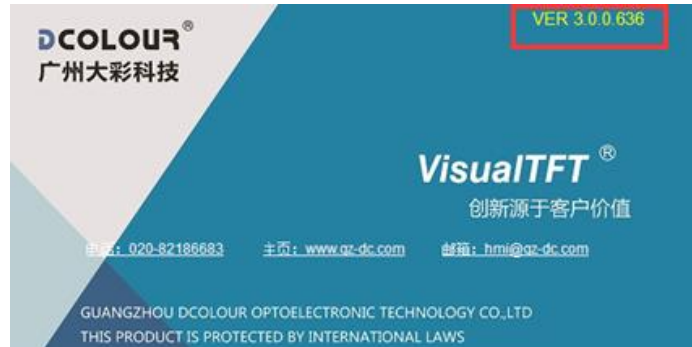 VER 3.0.0.636
DCOLOUR®
广州大彩科技
VisualTFT ®
创新源于客户价值
电话：020-82186683 主页：www.gz-dc.com 邮箱：hmi@gz-dc.com
GUANGZHOU DCOLOUR OPTOELECTRONIC TECHNOLOGY CO.,LTD
THIS PRODUCT IS PROTECTED BY INTERNATIONAL LAWS